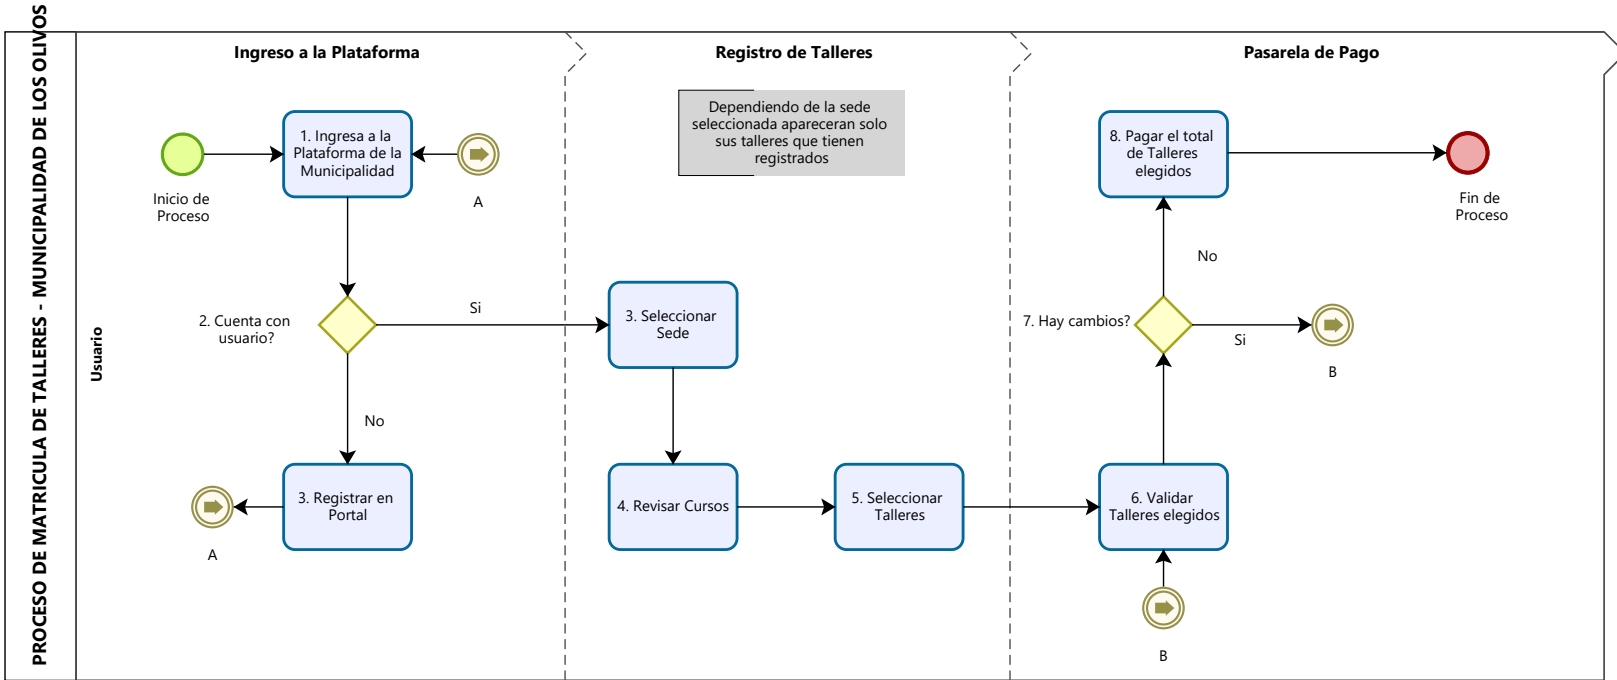 PROCESO DE MATRICULA DE TALLERES - MUNICIPALIDAD DE LOS OLIVOS
Usuario
Ingreso a la Plataforma
Registro de Talleres
Pasarela de Pago
Inicio de
Proceso
1. Ingresa a la
Plataforma de la
Municipalidad
A
2. Cuenta con
usuario?
Si
No
3. Registrar en
Portal
A
Dependiendo de la sede
seleccionada apareceran solo
sus talleres que tienen
registrados
3. Seleccionar
Sede
4. Revisar Cursos
5. Seleccionar
Talleres
8. Pagar el total
de Talleres
elegidos
Fin de
Proceso
No
7. Hay cambios?
Si
B
6. Validar
Talleres elegidos
B